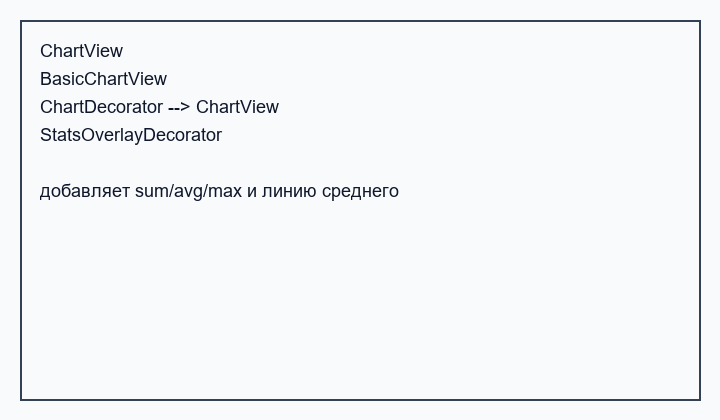 ChartView
BasicChartView
ChartDecorator --> ChartView
StatsOverlayDecorator
добавляет sum/avg/max и линию среднего